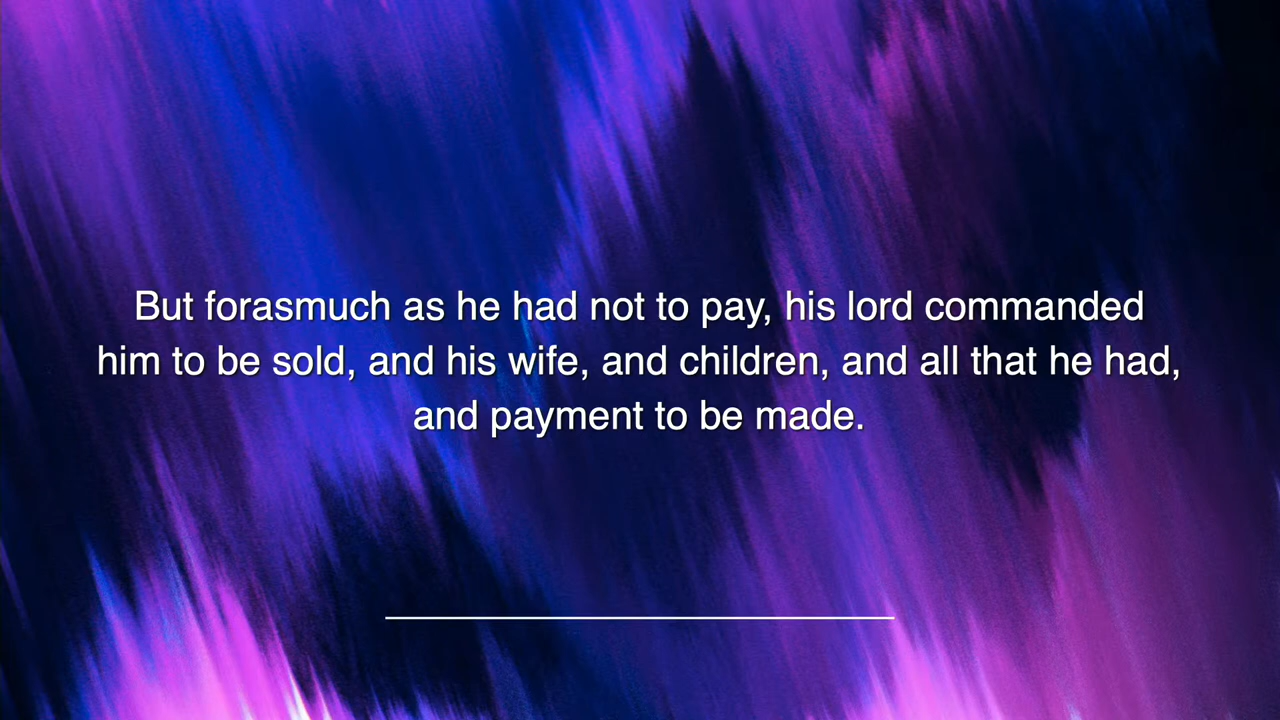 But forasmuch as he had not to pay, his lord commanded
him to be sold, and his wife, and children, and all that he had,
and payment to be made.